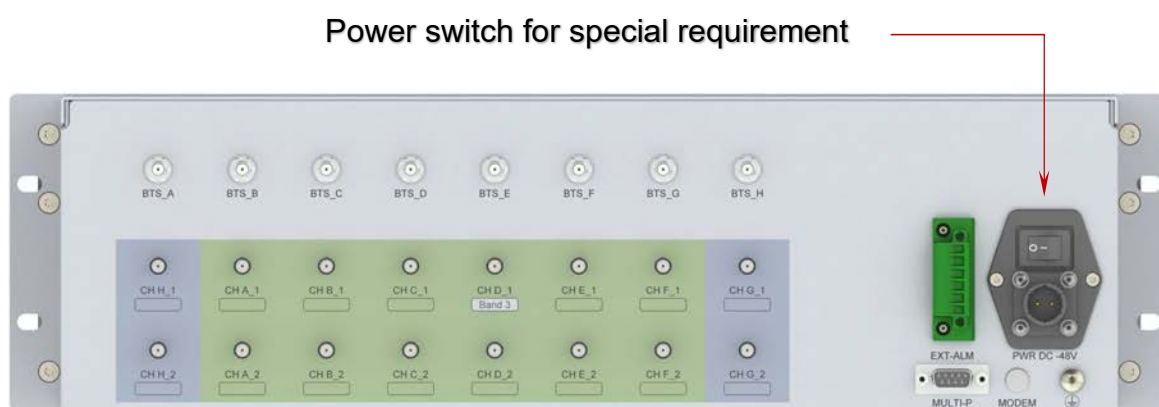 Power switch for special requirement
BTS_A BTS_B BTS_C BTS_D BTS_E BTS_F BTS_G BTS_H
CH H_1 CH A_1 CH B_1 CH C_1 CH D_1 CH E_1 CH F_1 CH G_1
Band 3
CH H_2 CH A_2 CH B_2 CH C_2 CH D_2 CH E_2 CH F_2 CH G_2
EXT-ALM PWR DC -48V
MULTI-P MODEM